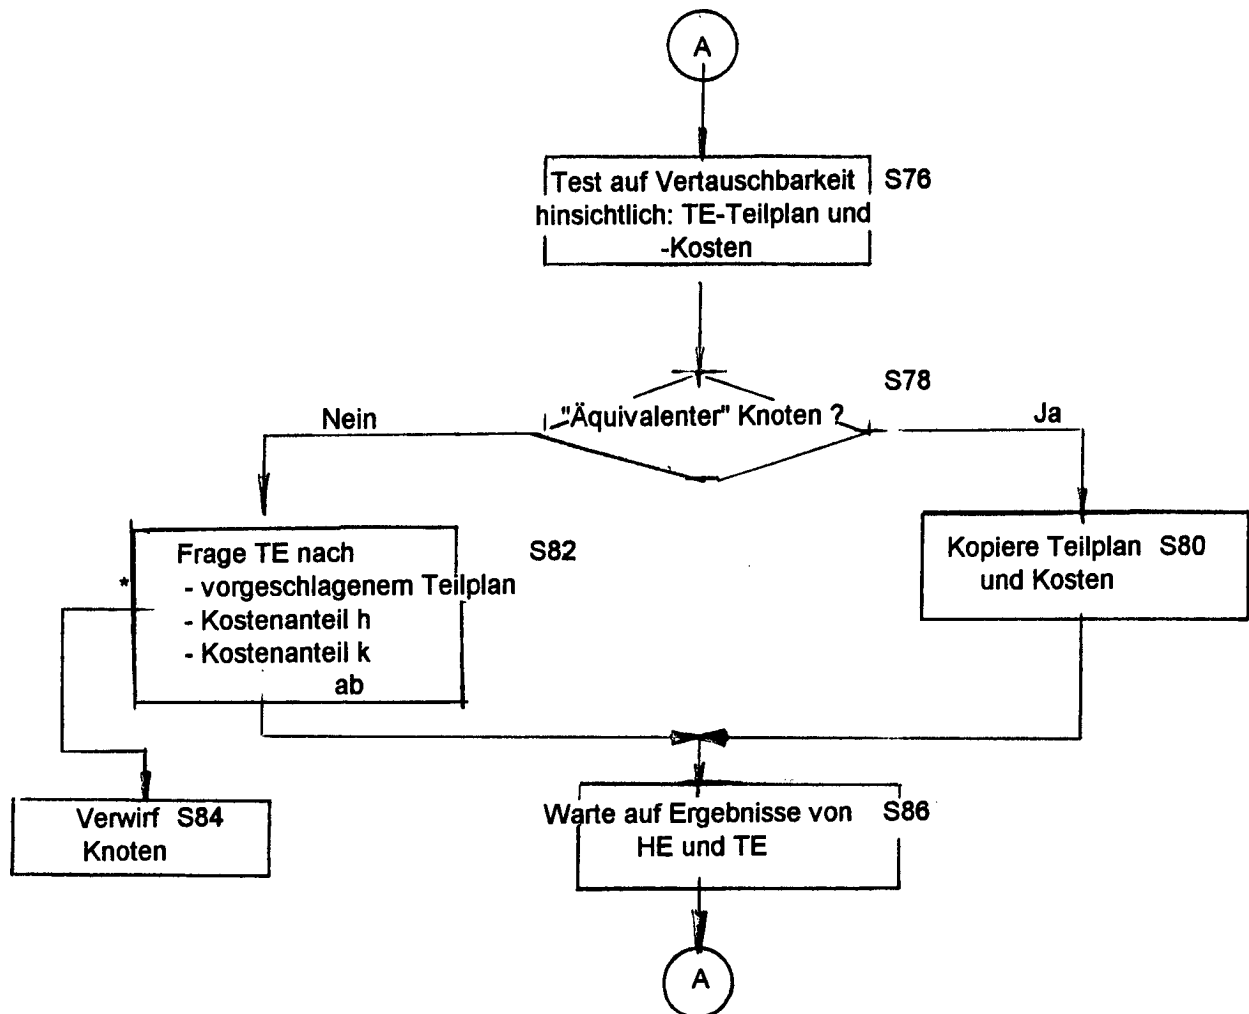 A
Test auf Vertauschbarkeit S76
hinsichtlich: TE-Teilplan und
-Kosten
S78
Nein
"Äquivalenter" Knoten ?
Ja
Frage TE nach S82
* - vorgeschlagenem Teilplan
- Kostenanteil h
- Kostenanteil k
ab
Kopiere Teilplan S80
und Kosten
Verwirf S84
Knoten
Warte auf Ergebnisse von S86
HE und TE
A